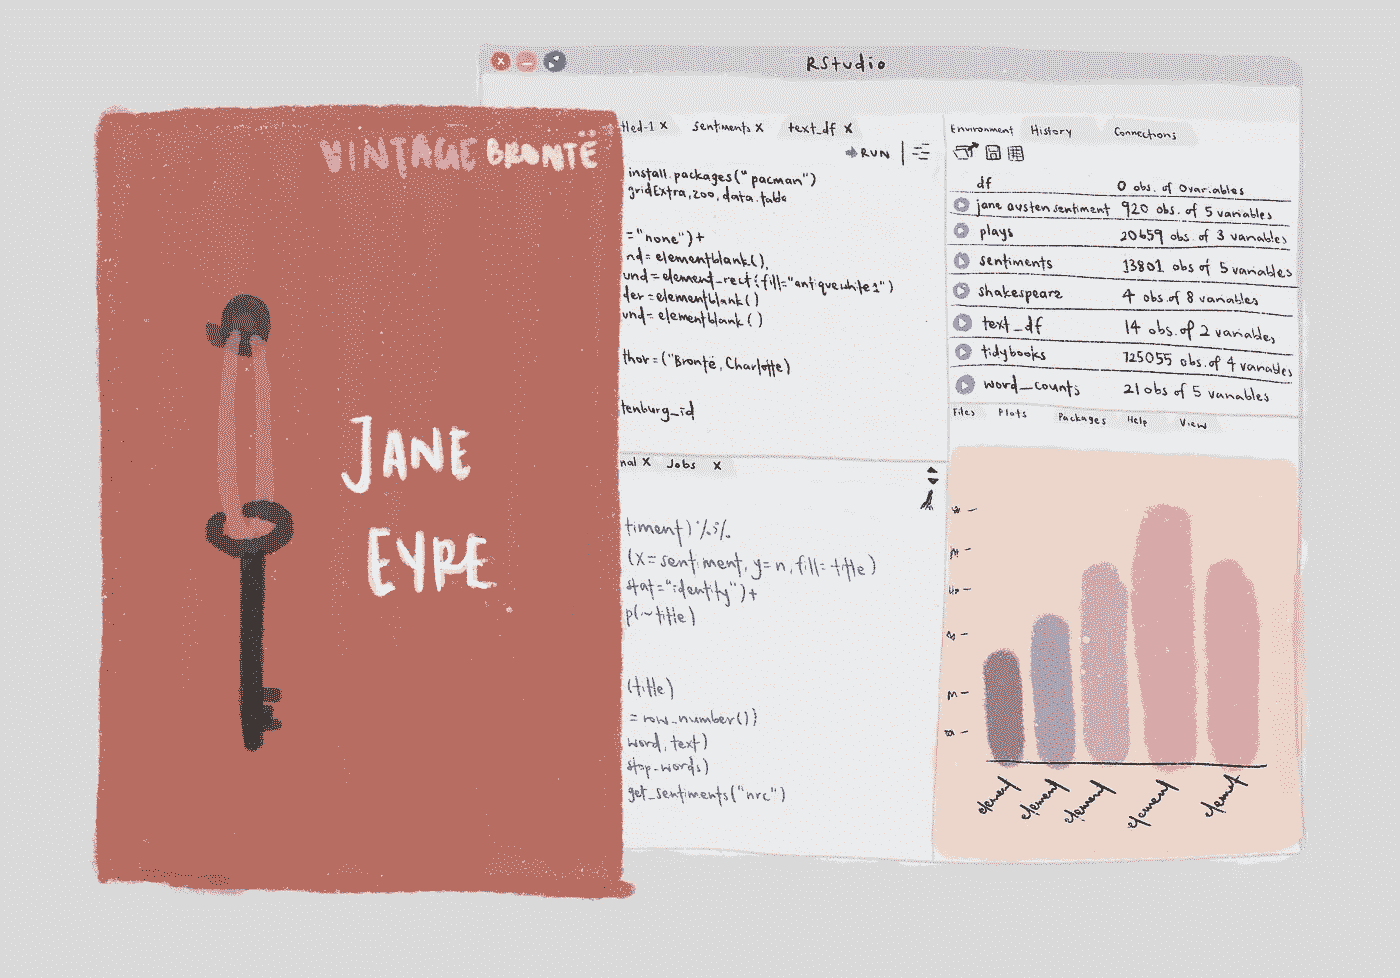 VINTAGE BRONTË
JANE
EYRE
RStudio
tled-1 x sentiments x text_df x
RUN
install.packages("pacman")
gridExtra,zoo,data.table
="none")+
nd=elementblank(),
und=element_rect(fill="antiquewhite1")
der=elementblank()
und=elementblank()
thor=("Brontë, Charlotte)
tenburg_id
nal x Jobs x
timent)%>%
(x=sentiment, y=n, fill=title)
stat="identity")+
p(~title)
(title)
=row_number())
word, text)
stop_words)
get_sentiments("nrc")
Environment History Connections
df 0 obs. of 0 variables
jane austen sentiment 920 obs. of 5 variables
plays 20659 obs. of 3 variables
sentiments 13801 obs of 5 variables
shakespeare 4 obs. of 8 variables
text_df 14 obs. of 2 variables
tidybooks 725055 obs. of 4 variables
word_counts 21 obs of 5 variables
Files Plots Packages Help View
element element element element element